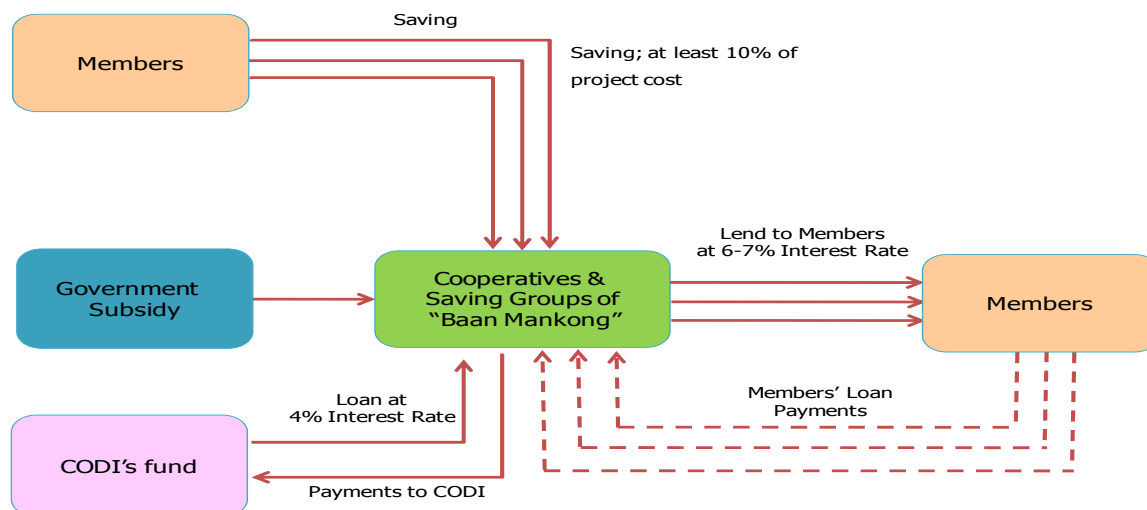 Saving
Members
Saving; at least 10% of
project cost
Lend to Members
at 6-7% Interest Rate
Government
Subsidy
Cooperatives &
Saving Groups of
“Baan Mankong”
Members
Loan at
4% Interest Rate
Members’ Loan
Payments
CODI’s fund
Payments to CODI